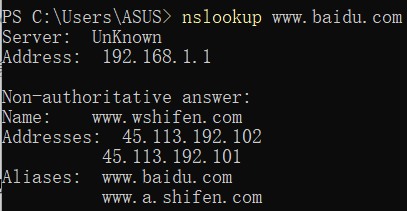 PS C:\Users\ASUS> nslookup www.baidu.com
Server:  UnKnown
Address:  192.168.1.1

Non-authoritative answer:
Name:    www.wshifen.com
Addresses:  45.113.192.102
          45.113.192.101
Aliases:  www.baidu.com
          www.a.shifen.com